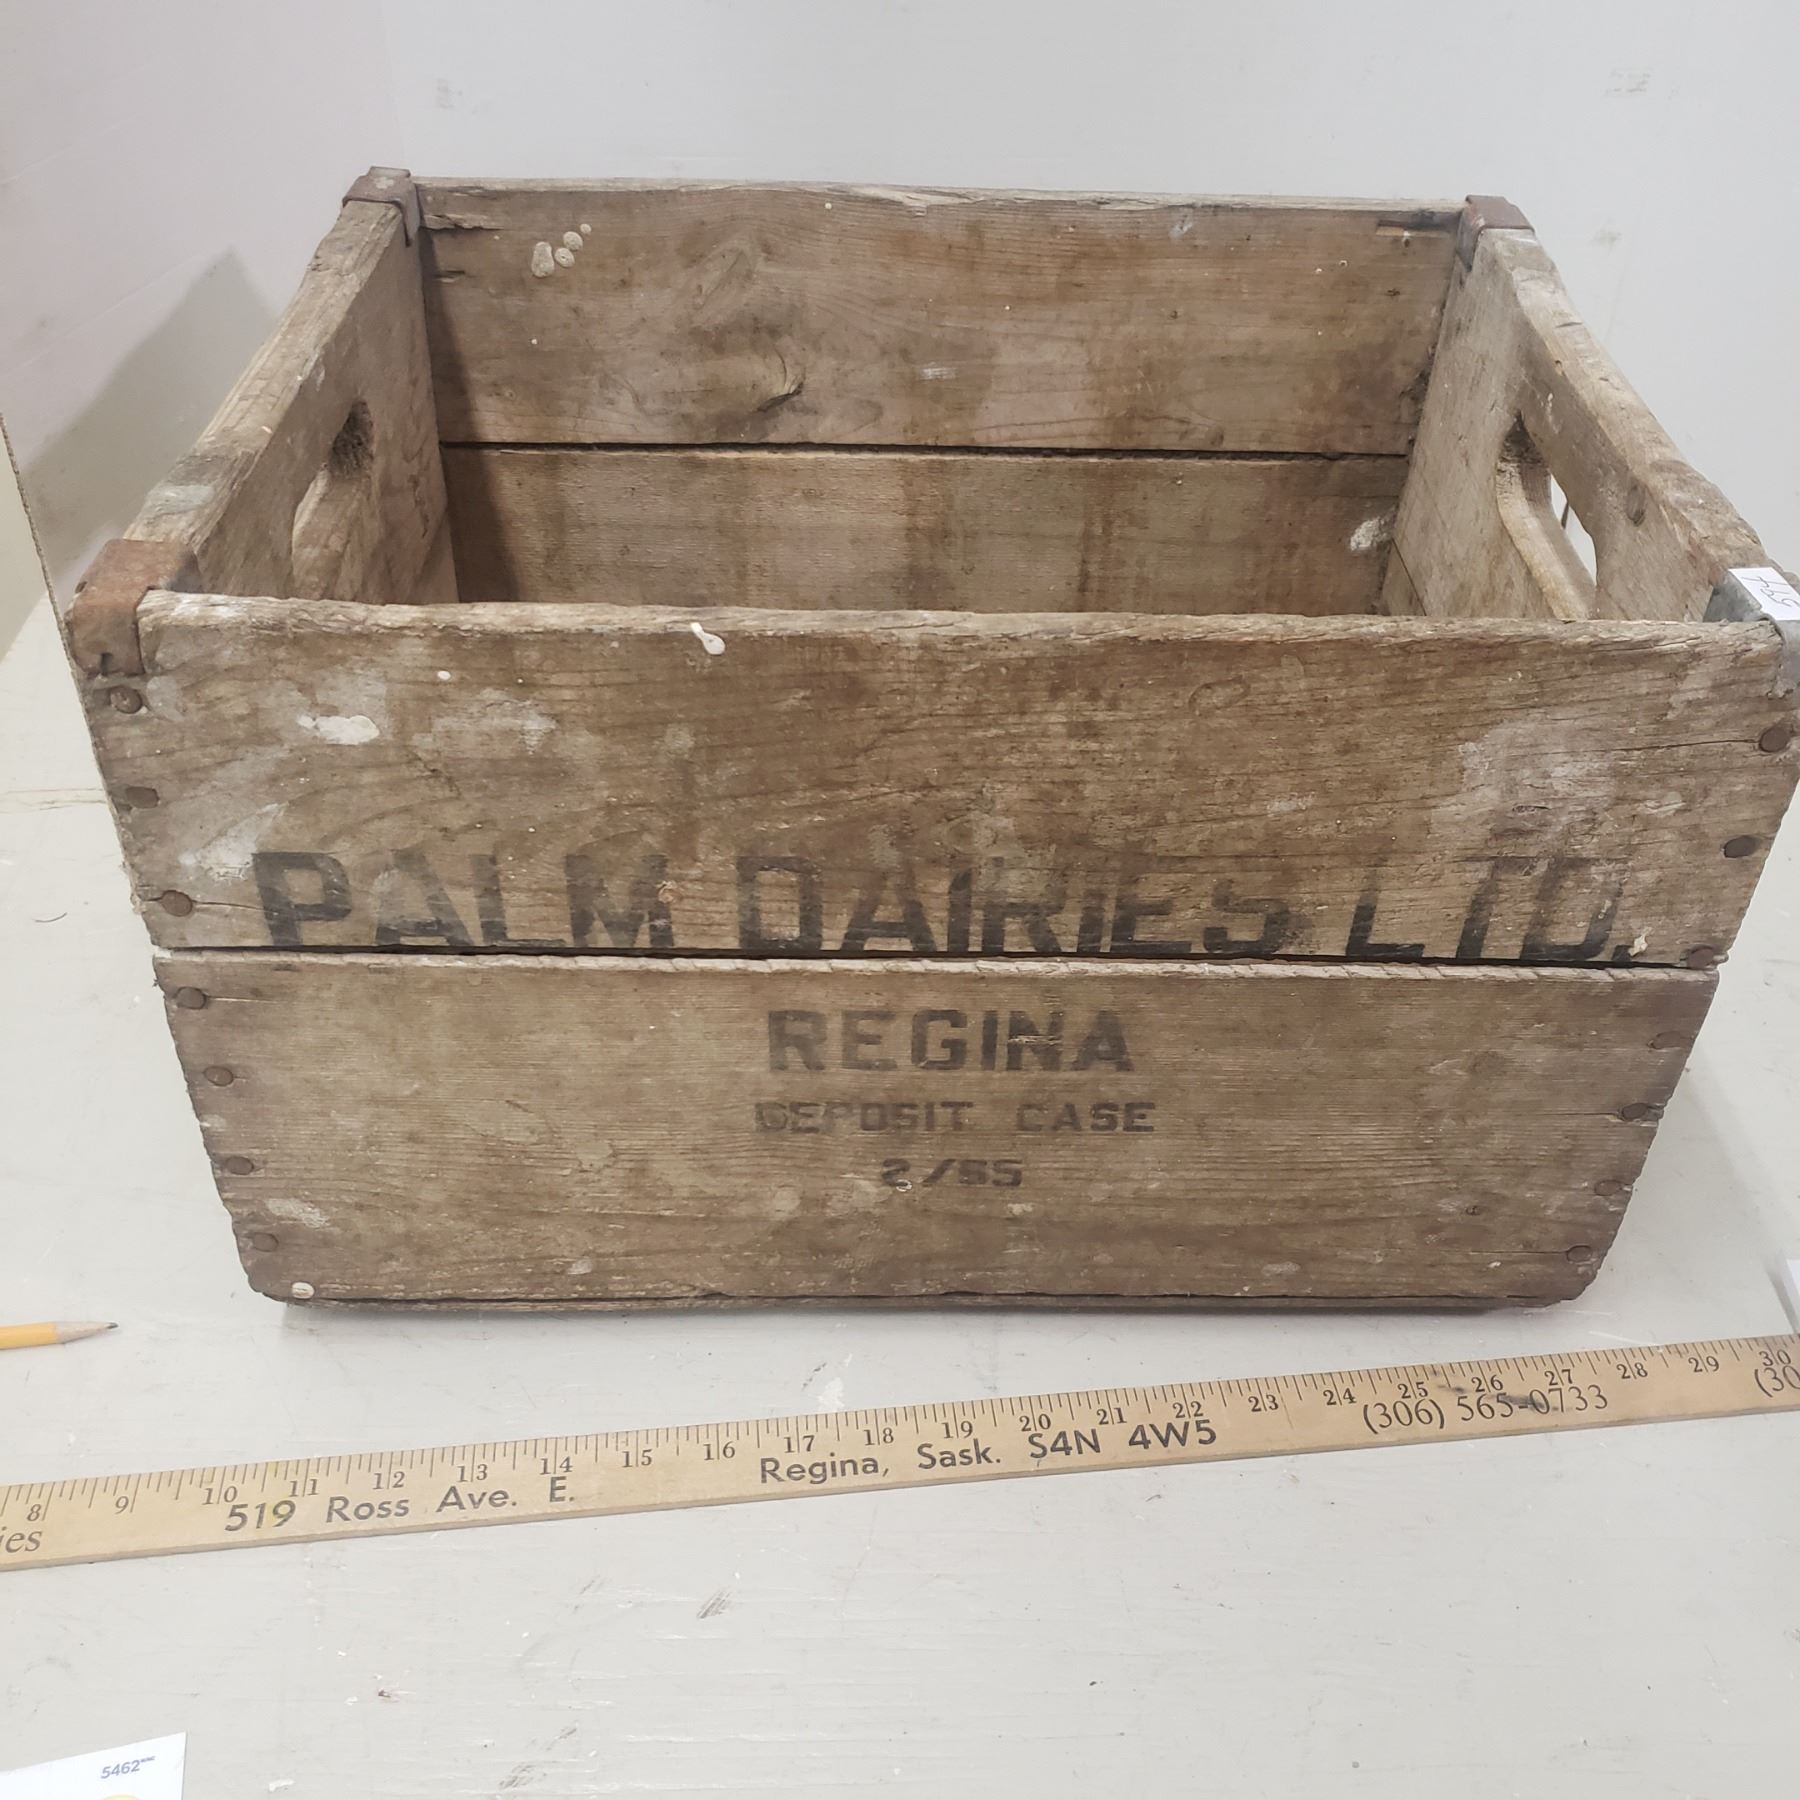 PALM DAIRIES LTD.
REGINA
DEPOSIT CASE
2/65
8 9 10 11 12 13 14 15 16 17 18 19 20 21 22 23 24 25 26 27 28 29 30
ies 519 Ross Ave. E. Regina, Sask. S4N 4W5 (306) 565-0733 (30
5462